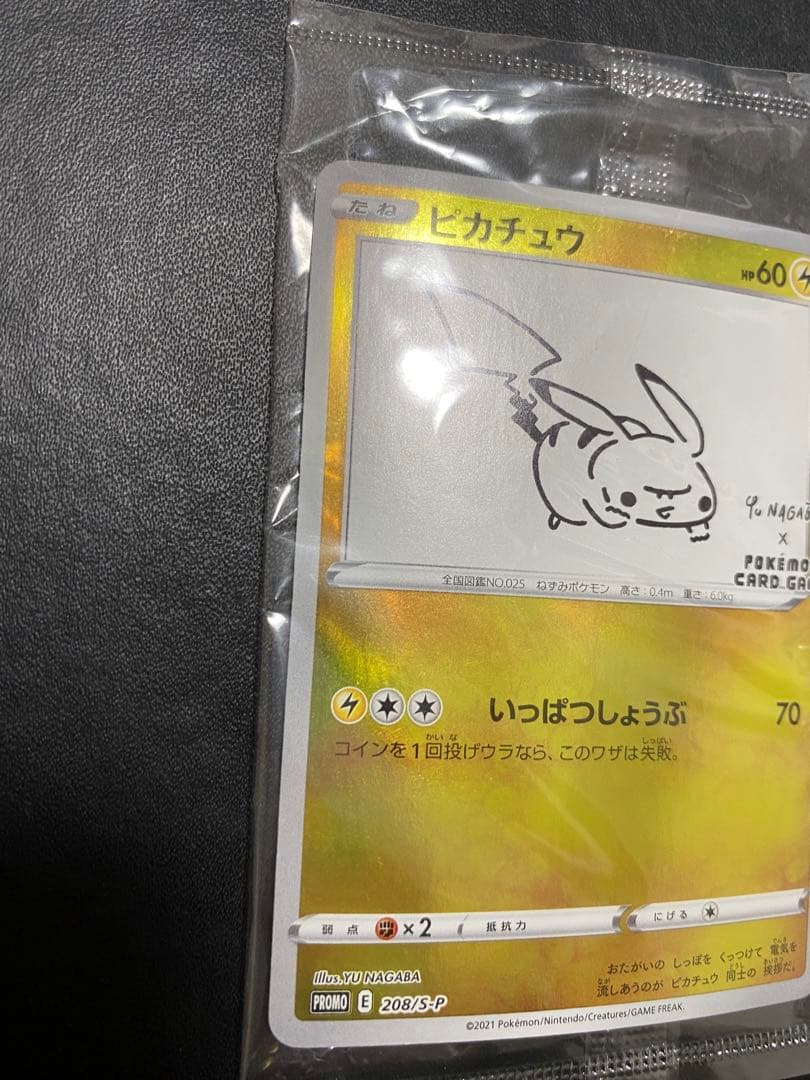 たね ピカチュウ HP60
YU NAGAB
X
POKÉMO
CARD GA
全国図鑑NO.025 ねずみポケモン 高さ:0.4m 重さ:6.0kg
いっぱつしょうぶ 70
コインを1回投げウラなら、このワザは失敗。
弱点 ×2 抵抗力 にげる
おたがいの しっぽを くっつけて 電気を
流しあうのが ピカチュウ 同士の 挨拶だ。
Illus.YU NAGABA
PROMO E 208/S-P
©2021 Pokémon/Nintendo/Creatures/GAME FREAK.